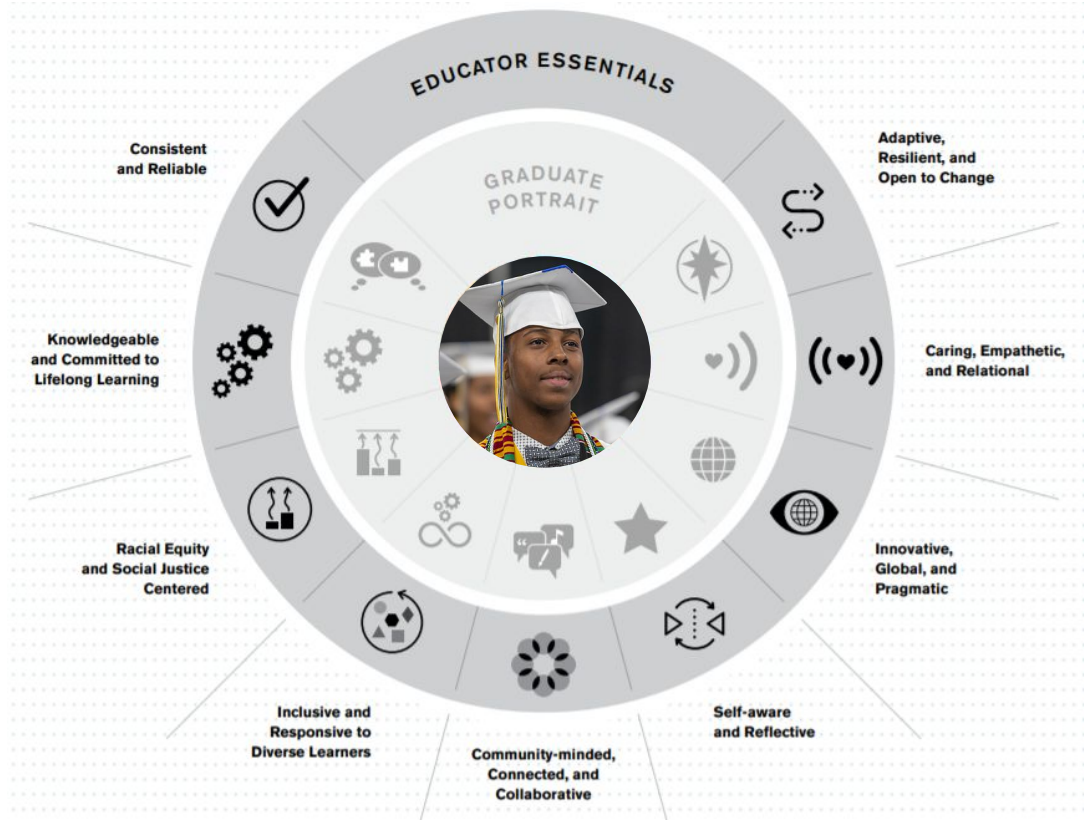 EDUCATOR ESSENTIALS
GRADUATE
PORTRAIT
Consistent
and Reliable
Adaptive,
Resilient, and
Open to Change
Knowledgeable
and Committed to
Lifelong Learning
Caring, Empathetic,
and Relational
Racial Equity
and Social Justice
Centered
Innovative,
Global, and
Pragmatic
Inclusive and
Responsive to
Diverse Learners
Community-minded,
Connected, and
Collaborative
Self-aware
and Reflective